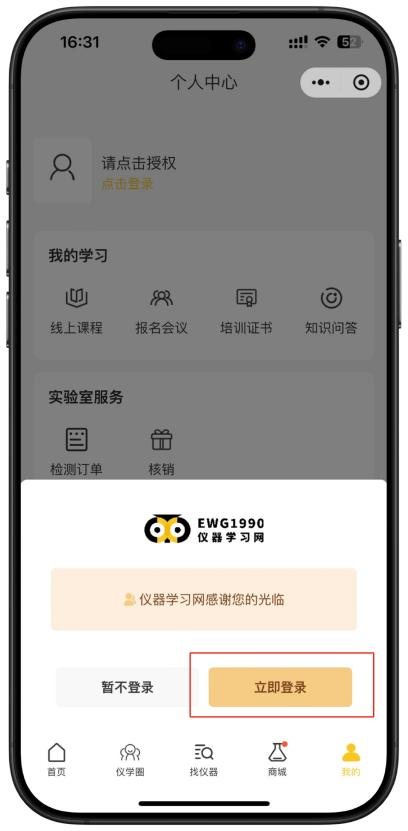 16:31
52
个人中心
请点击授权
点击登录
我的学习
线上课程
报名会议
培训证书
知识问答
实验室服务
检测订单
核销
EWG1990
仪器学习网
仪器学习网感谢您的光临
暂不登录
立即登录
首页
仪学圈
找仪器
商城
我的